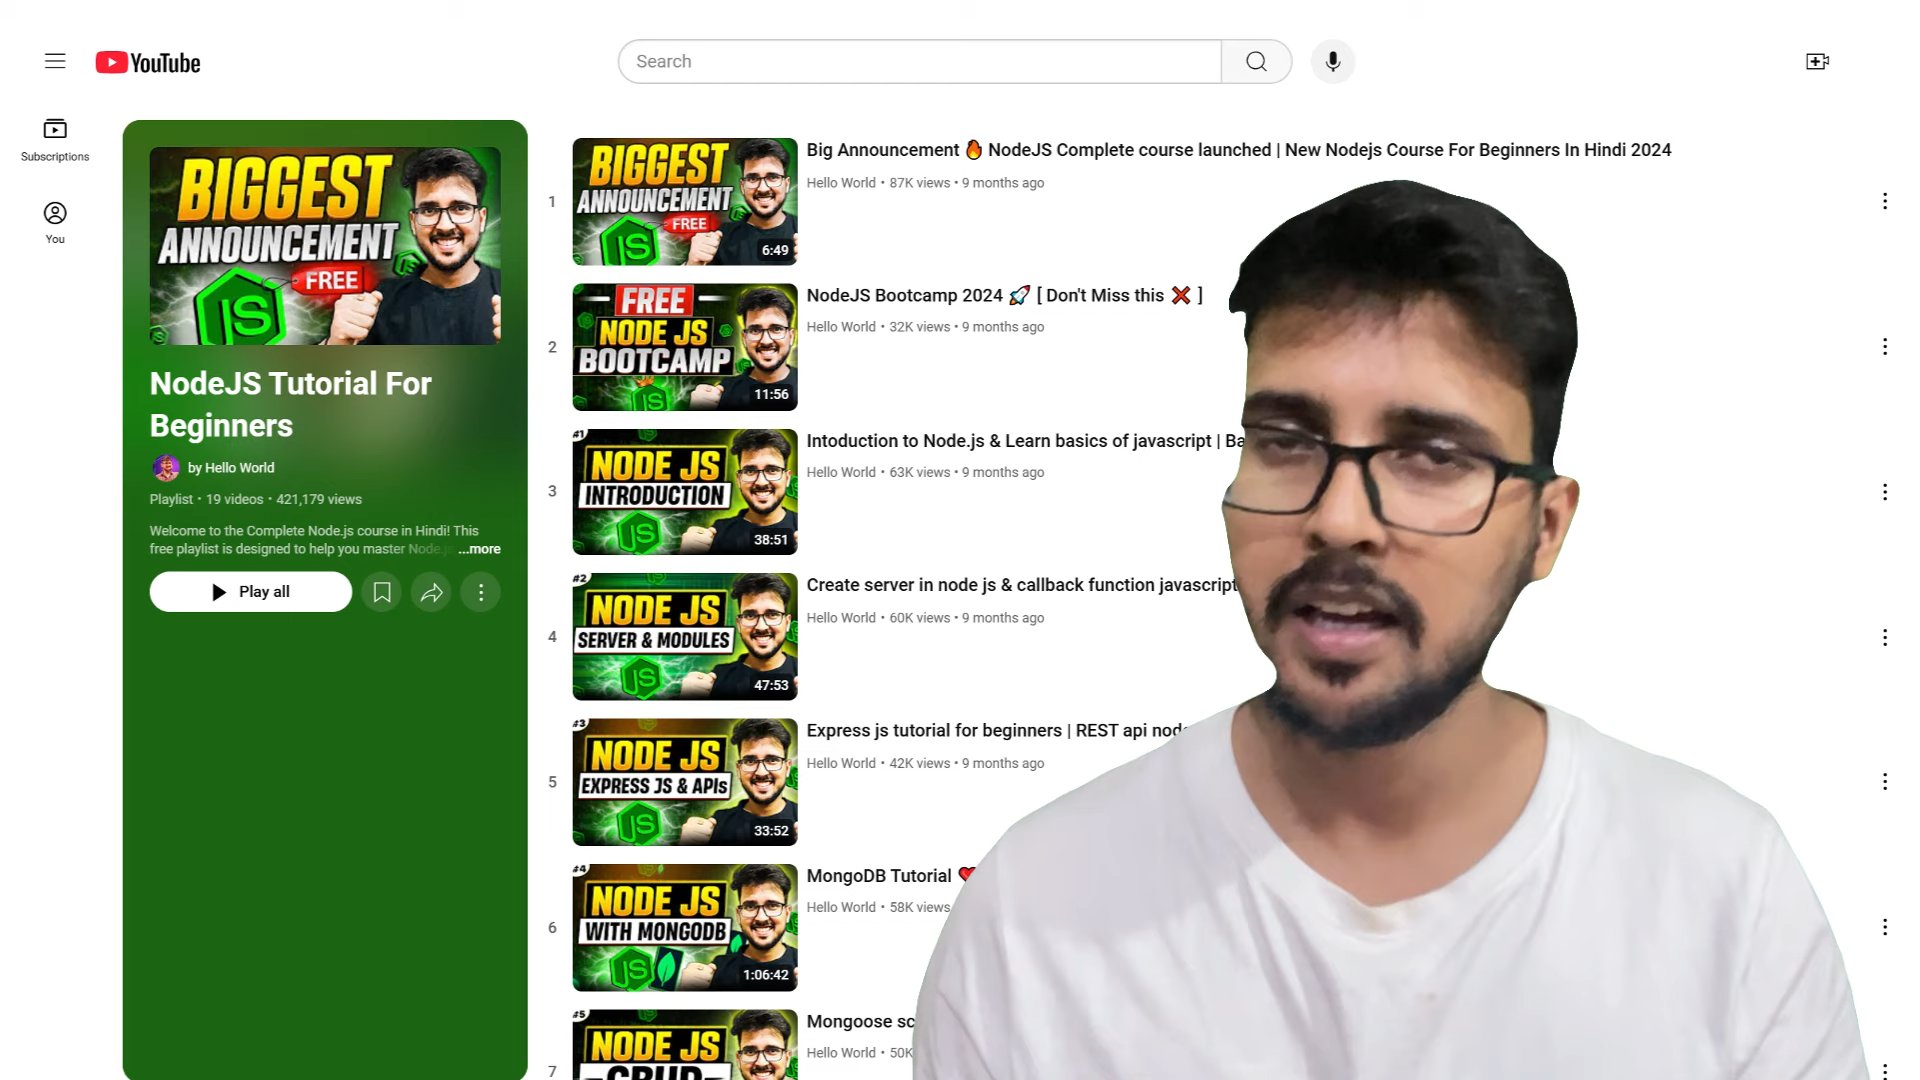 YouTube
Search
Subscriptions
You
BIGGEST
ANNOUNCEMENT
FREE
JS
NodeJS Tutorial For
Beginners
by Hello World
Playlist • 19 videos • 421,179 views
Welcome to the Complete Node.js course in Hindi! This
free playlist is designed to help you master Node.js ...more
Play all
1
BIGGEST
ANNOUNCEMENT
FREE
JS
6:49
Big Announcement 🔥 NodeJS Complete course launched | New Nodejs Course For Beginners In Hindi 2024
Hello World • 87K views • 9 months ago
2
FREE
NODE JS
BOOTCAMP
JS
11:56
NodeJS Bootcamp 2024 🚀 [ Don't Miss this ❌ ]
Hello World • 32K views • 9 months ago
3
#1
NODE JS
INTRODUCTION
JS
38:51
Intoduction to Node.js & Learn basics of javascript | Ba
Hello World • 63K views • 9 months ago
4
#2
NODE JS
SERVER & MODULES
JS
47:53
Create server in node js & callback function javascript
Hello World • 60K views • 9 months ago
5
#3
NODE JS
EXPRESS JS & APIs
JS
33:52
Express js tutorial for beginners | REST api node
Hello World • 42K views • 9 months ago
6
#4
NODE JS
WITH MONGODB
JS
1:06:42
MongoDB Tutorial ❤️
Hello World • 58K views
7
#5
NODE JS
CRUD
Mongoose sc
Hello World • 50K